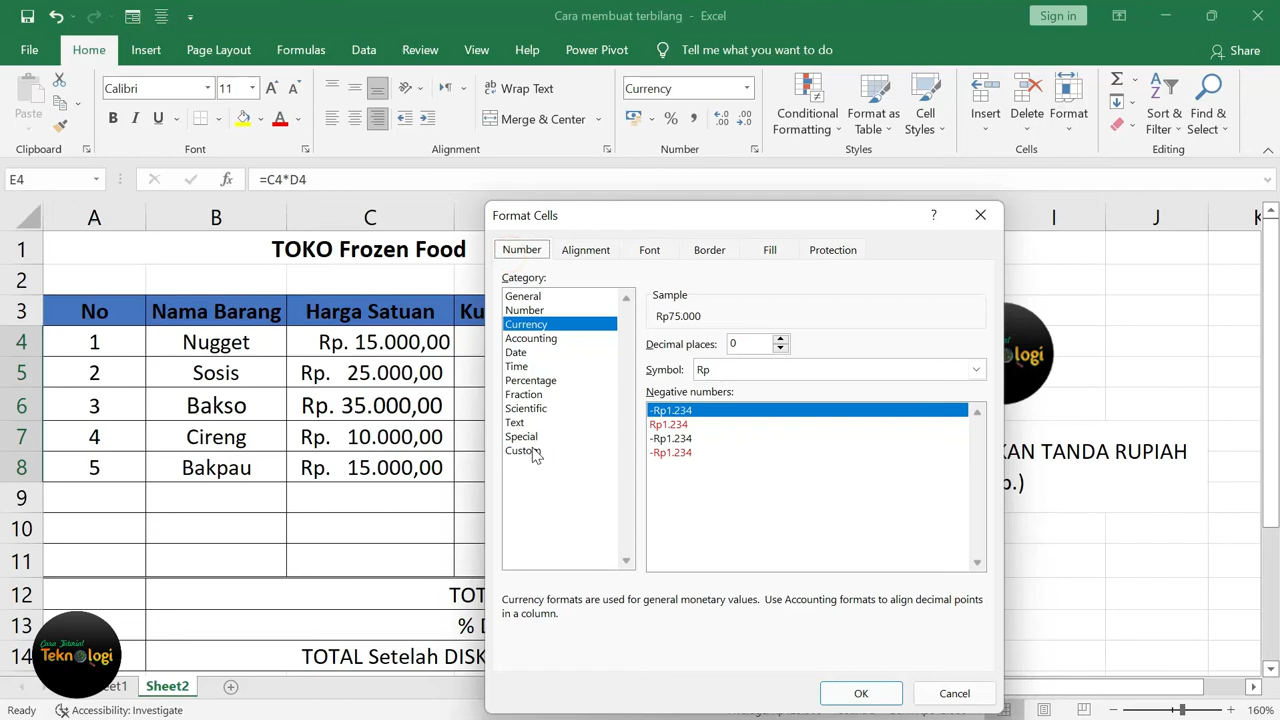 Cara membuat terbilang - Excel
Sign in
File Home Insert Page Layout Formulas Data Review View Help Power Pivot Tell me what you want to do Share
Paste
Calibri 11
B I U A
Wrap Text
Merge & Center
Currency
%
Conditional Formatting
Format as Table
Cell Styles
Insert Delete Format
Sort & Filter
Find & Select
Clipboard Font Alignment Number Styles Cells Editing
E4 fx =C4*D4
A B C I J
1 TOKO Frozen Food
2
3 No Nama Barang Harga Satuan
4 1 Nugget Rp. 15.000,00
5 2 Sosis Rp. 25.000,00
6 3 Bakso Rp. 35.000,00
7 4 Cireng Rp. 10.000,00
8 5 Bakpau Rp. 15.000,00
9
10
11
12
13 %
14 TOTAL Setelah
TANDA RUPIAH
Format Cells ?
Number Alignment Font Border Fill Protection
Category:
General
Number
Currency
Accounting
Date
Time
Percentage
Fraction
Scientific
Text
Special
Custom
Sample
Rp75.000
Decimal places: 0
Symbol: Rp
Negative numbers:
-Rp1.234
Rp1.234
-Rp1.234
-Rp1.234
Currency formats are used for general monetary values. Use Accounting formats to align decimal points
in a column.
OK Cancel
Cara Tutorial
Teknologi
Sheet2
Ready Accessibility: Investigate 160%